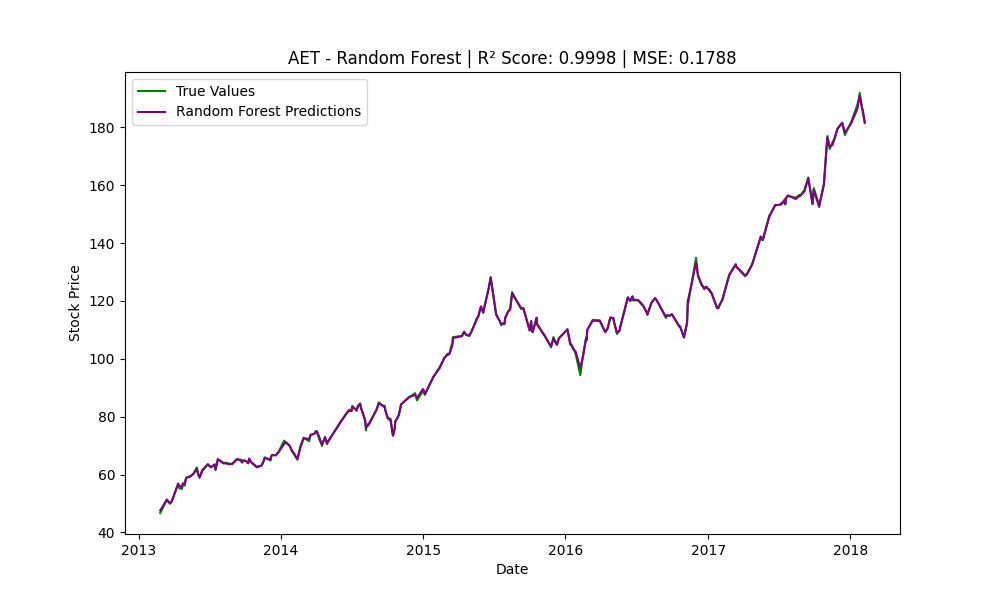 AET - Random Forest | R² Score: 0.9998 | MSE: 0.1788
True Values
Random Forest Predictions
180
160
140
120
100
80
60
40
Stock Price
2013 2014 2015 2016 2017 2018
Date